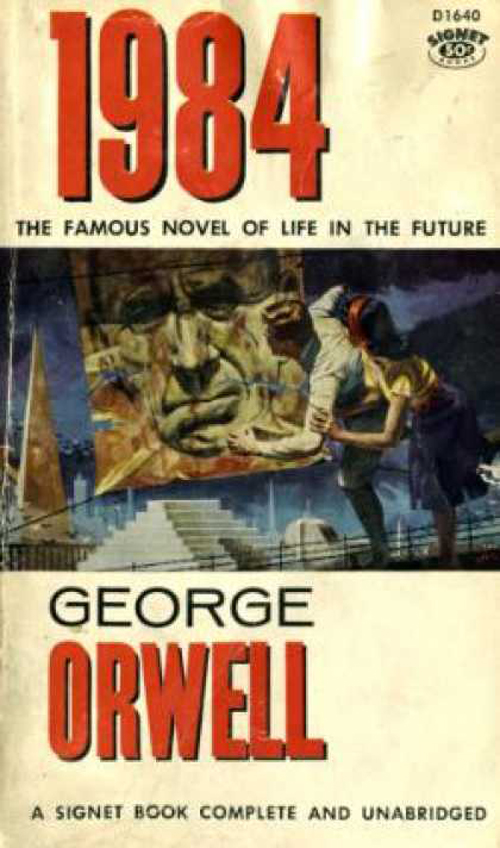 1984
D1640
SIGNET
50¢
BOOKS
THE FAMOUS NOVEL OF LIFE IN THE FUTURE
GEORGE
ORWELL
A SIGNET BOOK COMPLETE AND UNABRIDGED